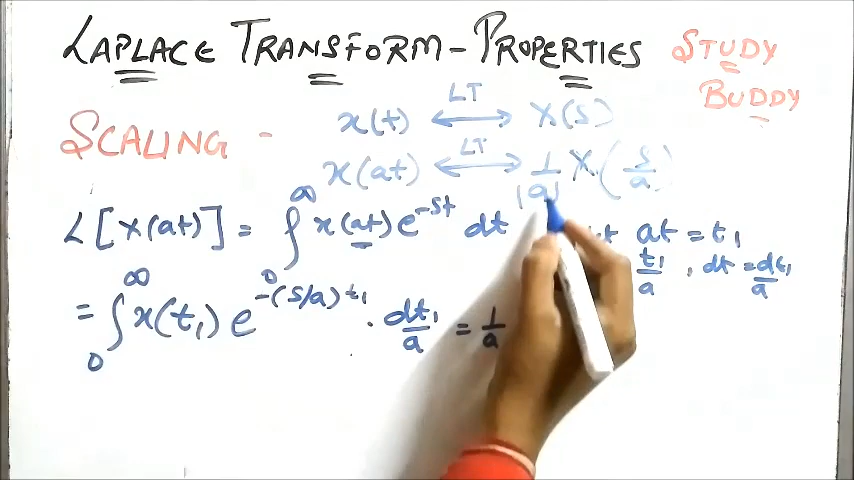 LAPLACE TRANSFORM - PROPERTIES STUDY BUDDY
SCALING - x(t) ⟷ X(s) LT
x(at) ⟷ 1/|a| X(s/a) LT
L[x(at)] = ∫₀^∞ x(at) e^{-st} dt at = t₁
t₁/a , dt = dt₁/a
= ∫₀^∞ x(t₁) e^{-(s/a)t₁} . dt₁/a = 1/a